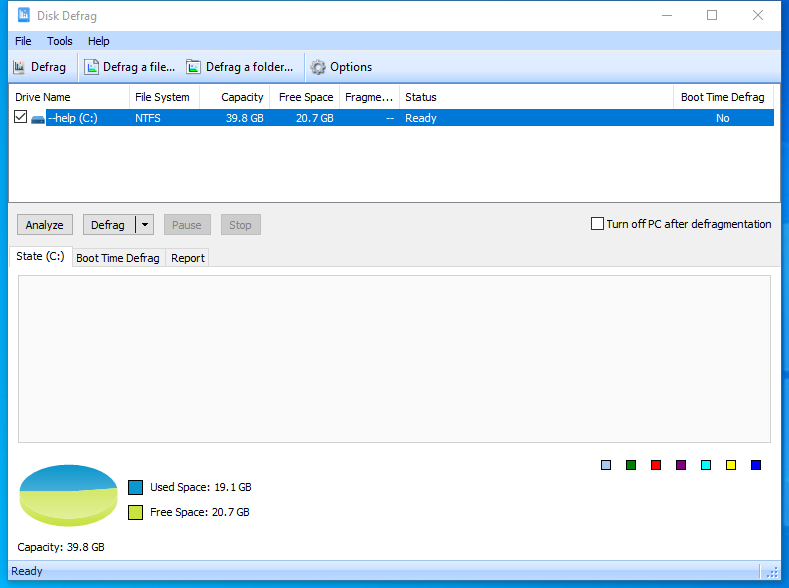 Disk Defrag
File Tools Help
Defrag Defrag a file... Defrag a folder... Options
Drive Name File System Capacity Free Space Fragme... Status Boot Time Defrag
--help (C:) NTFS 39.8 GB 20.7 GB -- Ready No
Analyze Defrag Pause Stop Turn off PC after defragmentation
State (C:) Boot Time Defrag Report
Used Space: 19.1 GB
Free Space: 20.7 GB
Capacity: 39.8 GB
Ready